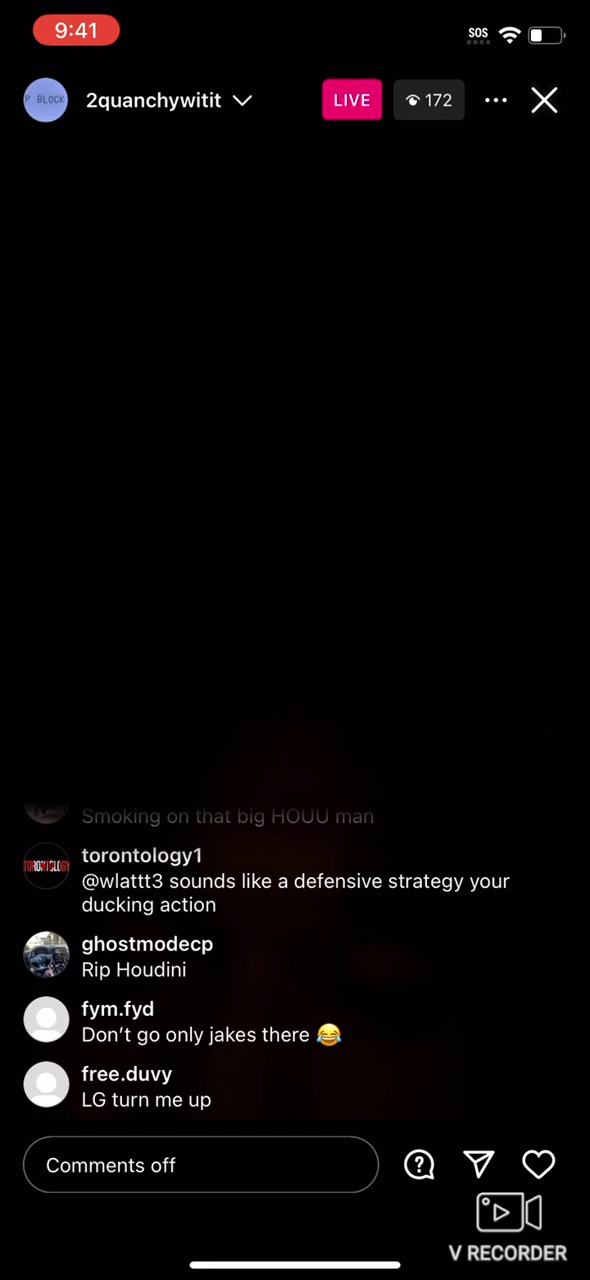 9:41
SOS
P BLOCK
2quanchywitit
LIVE
172
Smoking on that big HOUU man
TORONTOLOGY
torontology1
@wlattt3 sounds like a defensive strategy your
ducking action
ghostmodecp
Rip Houdini
fym.fyd
Don’t go only jakes there 😂
free.duvy
LG turn me up
Comments off
V RECORDER